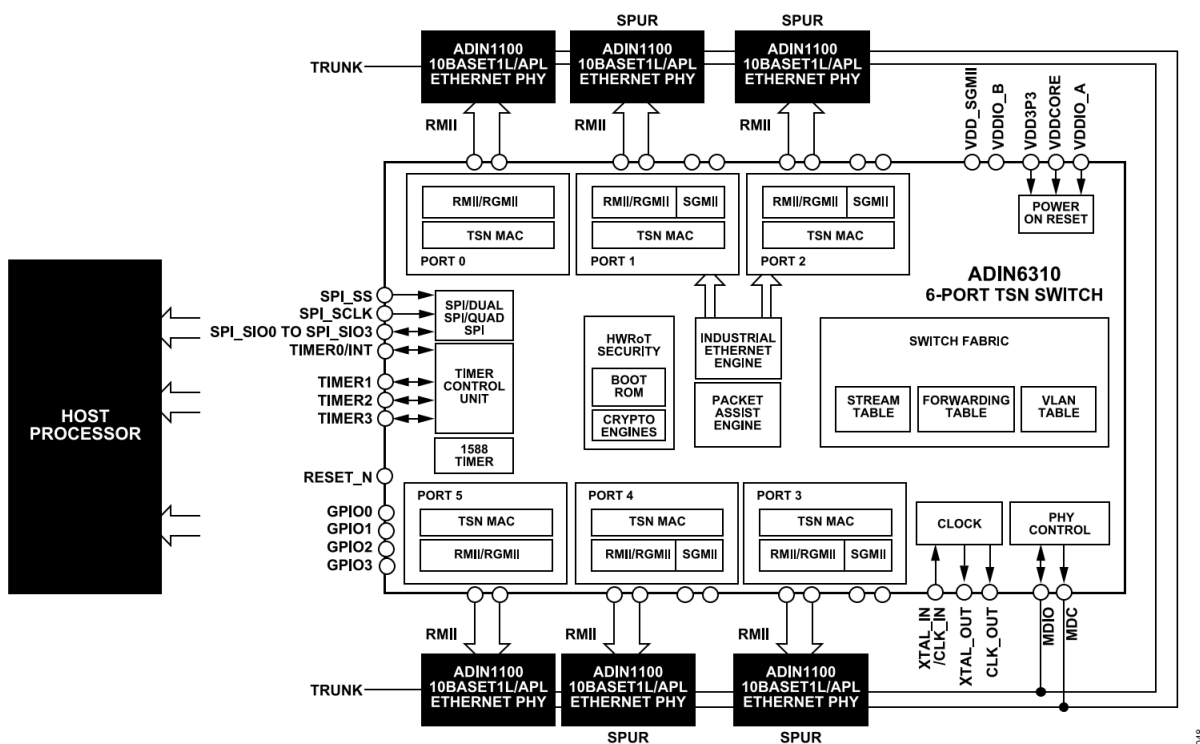 SPUR
SPUR
ADIN1100
10BASET1L/APL
ETHERNET PHY
ADIN1100
10BASET1L/APL
ETHERNET PHY
ADIN1100
10BASET1L/APL
ETHERNET PHY
TRUNK
RMII
RMII
RMII
VDD_SGMII
VDDIO_B
VDD3P3
VDDCORE
VDDIO_A
RMII/RGMII
TSN MAC
PORT 0
RMII/RGMII
SGMII
TSN MAC
PORT 1
RMII/RGMII
SGMII
TSN MAC
PORT 2
POWER
ON RESET
ADIN6310
6-PORT TSN SWITCH
HOST
PROCESSOR
SPI_SS
SPI_SCLK
SPI_SIO0 TO SPI_SIO3
TIMER0/INT
TIMER1
TIMER2
TIMER3
RESET_N
GPIO0
GPIO1
GPIO2
GPIO3
SPI/DUAL
SPI/QUAD
SPI
TIMER
CONTROL
UNIT
1588
TIMER
HWRoT
SECURITY
BOOT
ROM
CRYPTO
ENGINES
INDUSTRIAL
ETHERNET
ENGINE
PACKET
ASSIST
ENGINE
SWITCH FABRIC
STREAM
TABLE
FORWARDING
TABLE
VLAN
TABLE
PORT 5
TSN MAC
RMII/RGMII
PORT 4
TSN MAC
RMII/RGMII
SGMII
PORT 3
TSN MAC
RMII/RGMII
SGMII
CLOCK
PHY
CONTROL
XTAL_IN
/CLK_IN
XTAL_OUT
CLK_OUT
MDIO
MDC
RMII
RMII
RMII
TRUNK
ADIN1100
10BASET1L/APL
ETHERNET PHY
ADIN1100
10BASET1L/APL
ETHERNET PHY
ADIN1100
10BASET1L/APL
ETHERNET PHY
SPUR
SPUR